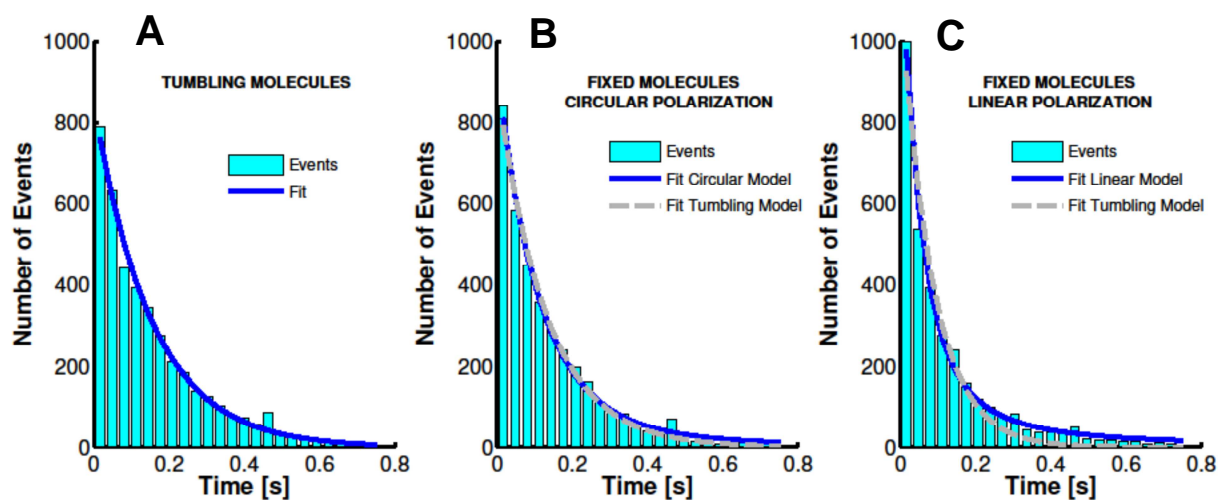 A
1000
800
600
400
200
0
Number of Events
TUMBLING MOLECULES
Events
Fit
0
0.2
0.4
0.6
0.8
Time [s]
B
1000
800
600
400
200
0
Number of Events
FIXED MOLECULES
CIRCULAR POLARIZATION
Events
Fit Circular Model
Fit Tumbling Model
0
0.2
0.4
0.6
0.8
Time [s]
C
1000
800
600
400
200
0
Number of Events
FIXED MOLECULES
LINEAR POLARIZATION
Events
Fit Linear Model
Fit Tumbling Model
0
0.2
0.4
0.6
0.8
Time [s]